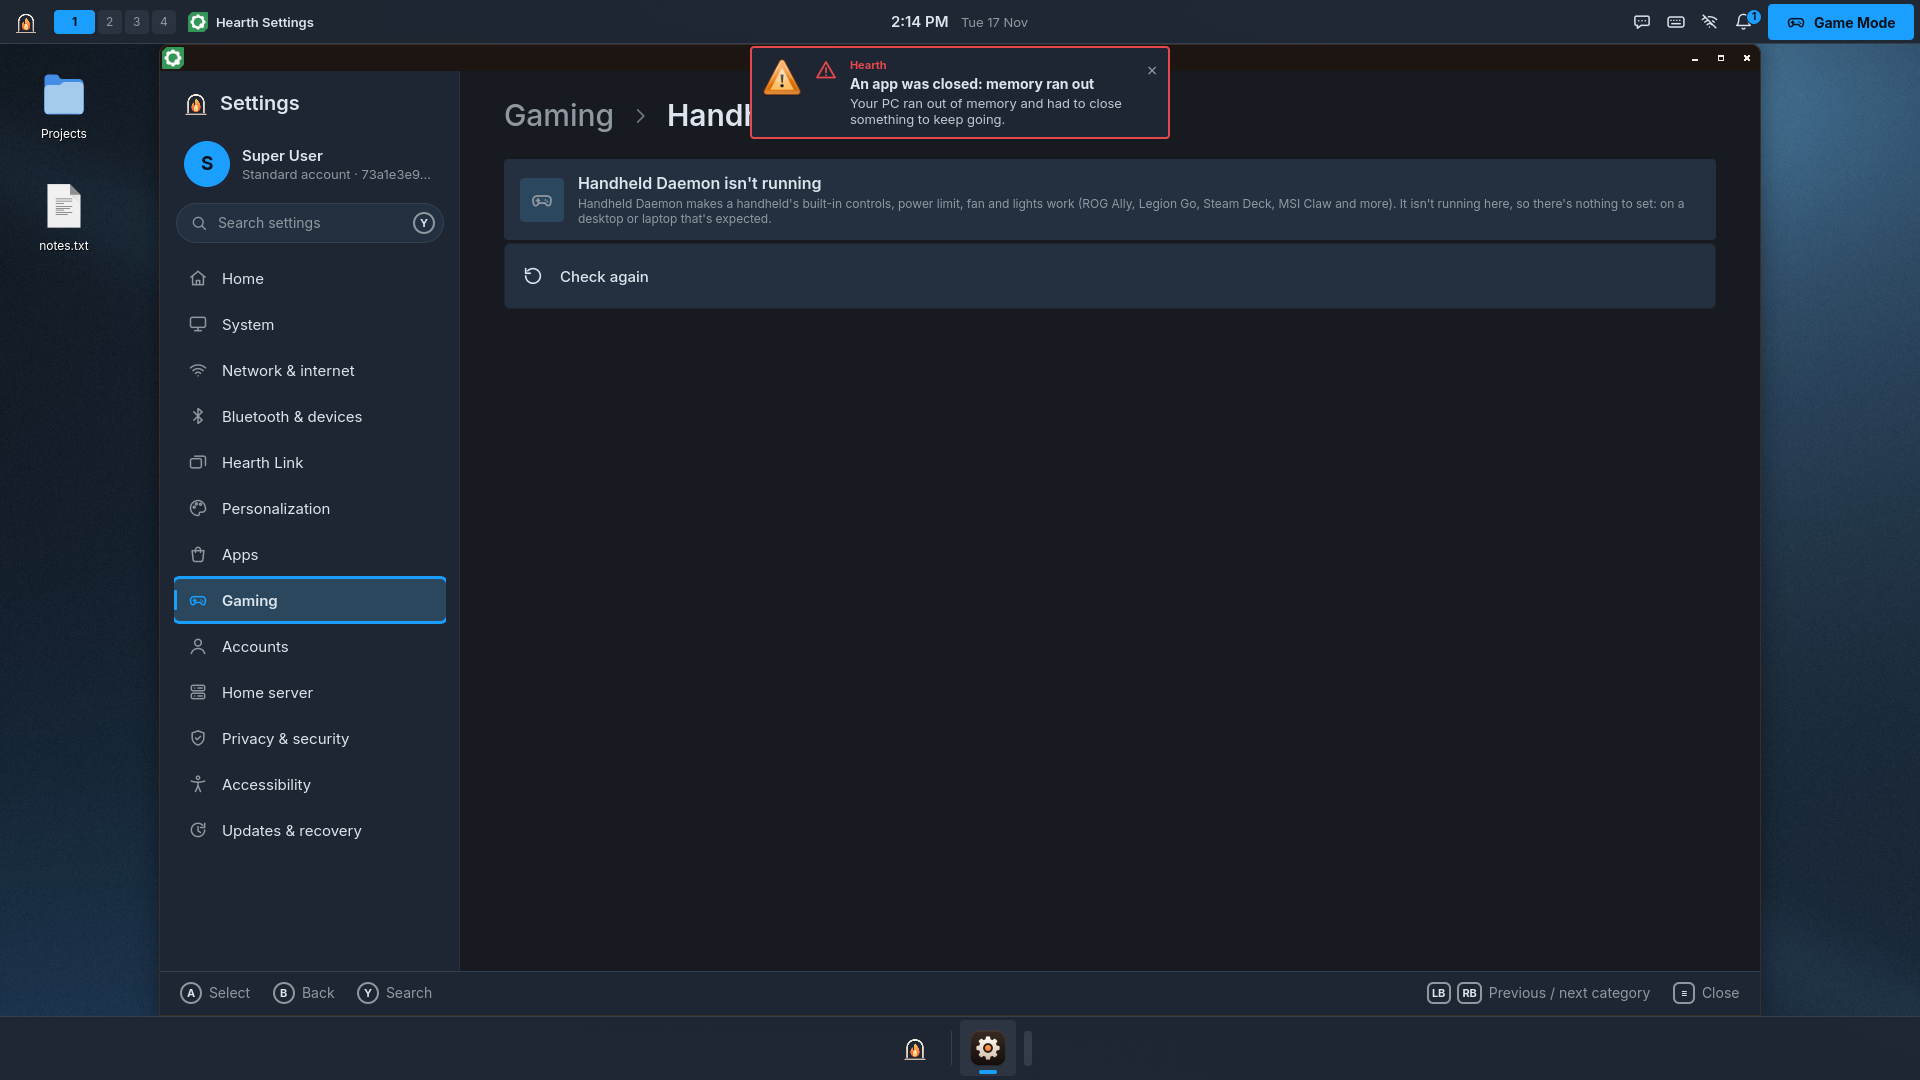 1 2 3 4 Hearth Settings
2:14 PM Tue 17 Nov
1
Game Mode
Projects
notes.txt
Hearth
An app was closed: memory ran out
Your PC ran out of memory and had to close
something to keep going.
Settings
S
Super User
Standard account · 73a1e3e9...
Search settings
Y
Home
System
Network & internet
Bluetooth & devices
Hearth Link
Personalization
Apps
Gaming
Accounts
Home server
Privacy & security
Accessibility
Updates & recovery
Gaming
Handheld Daemon isn't running
Handheld Daemon makes a handheld's built-in controls, power limit, fan and lights work (ROG Ally, Legion Go, Steam Deck, MSI Claw and more). It isn't running here, so there's nothing to set: on a
desktop or laptop that's expected.
Check again
A Select B Back Y Search
LB RB Previous / next category Close